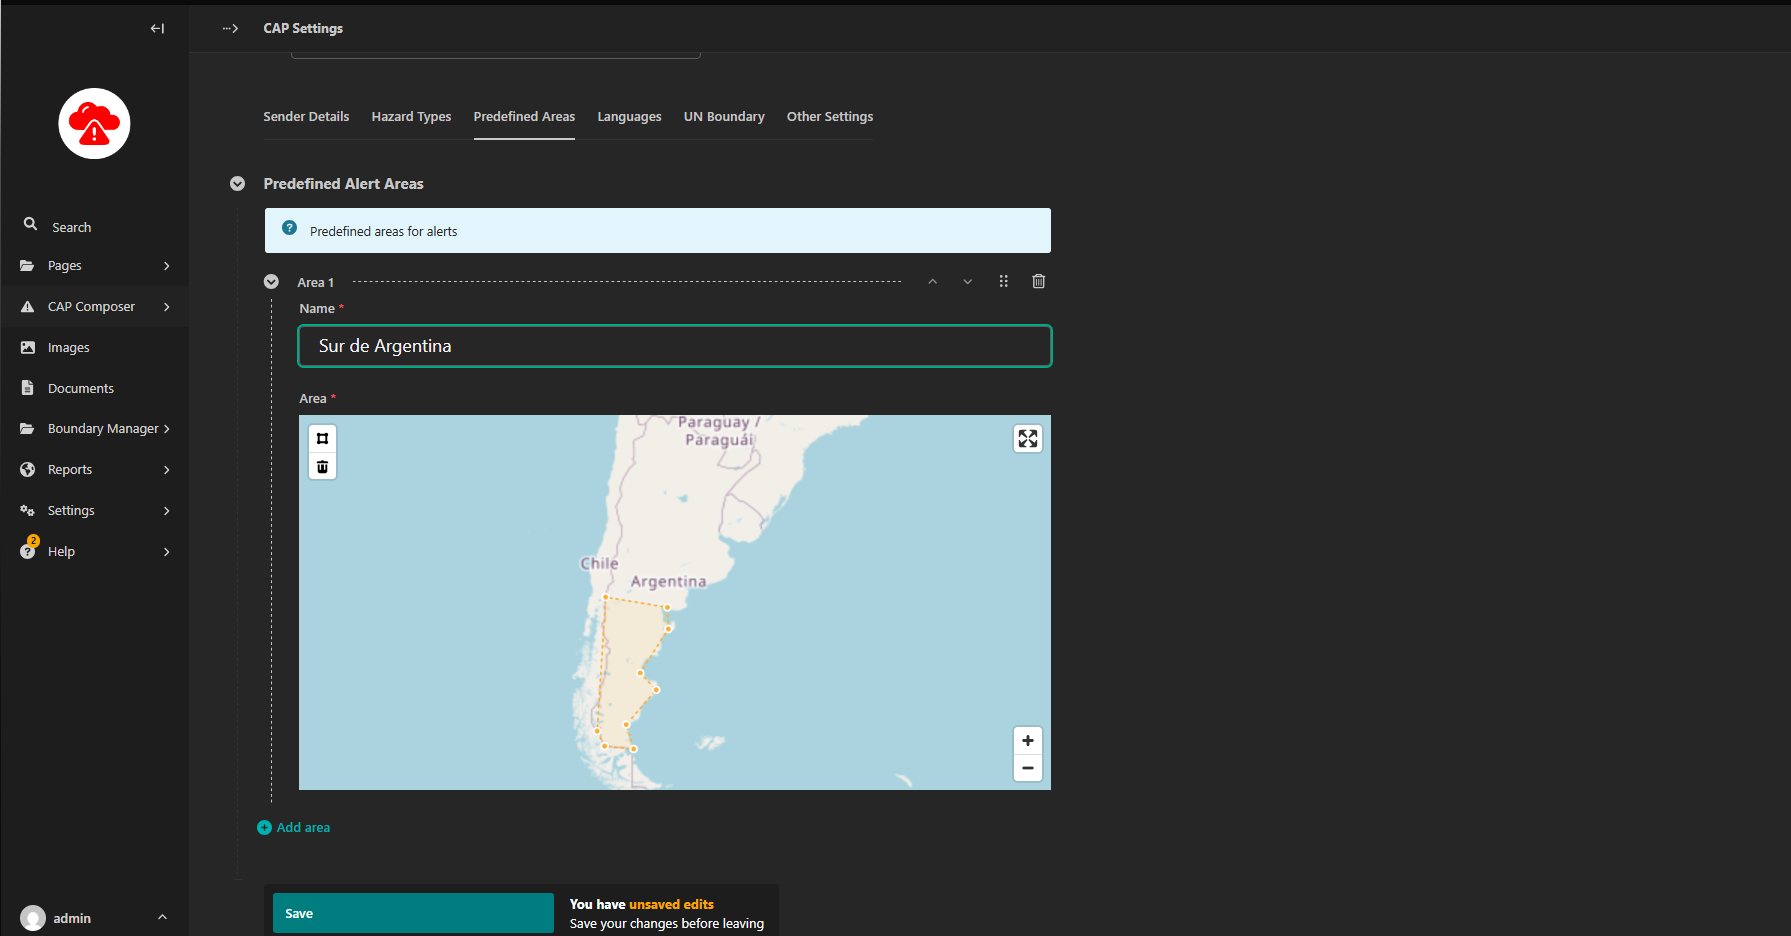 CAP Settings
Sender Details
Hazard Types
Predefined Areas
Languages
UN Boundary
Other Settings
Search
Pages
CAP Composer
Images
Documents
Boundary Manager
Reports
Settings
2
Help
admin
Predefined Alert Areas
Predefined areas for alerts
Area 1
Name *
Sur de Argentina
Area *
Paraguay /
Paraguái
Chile
Argentina
Add area
Save
You have unsaved edits
Save your changes before leaving